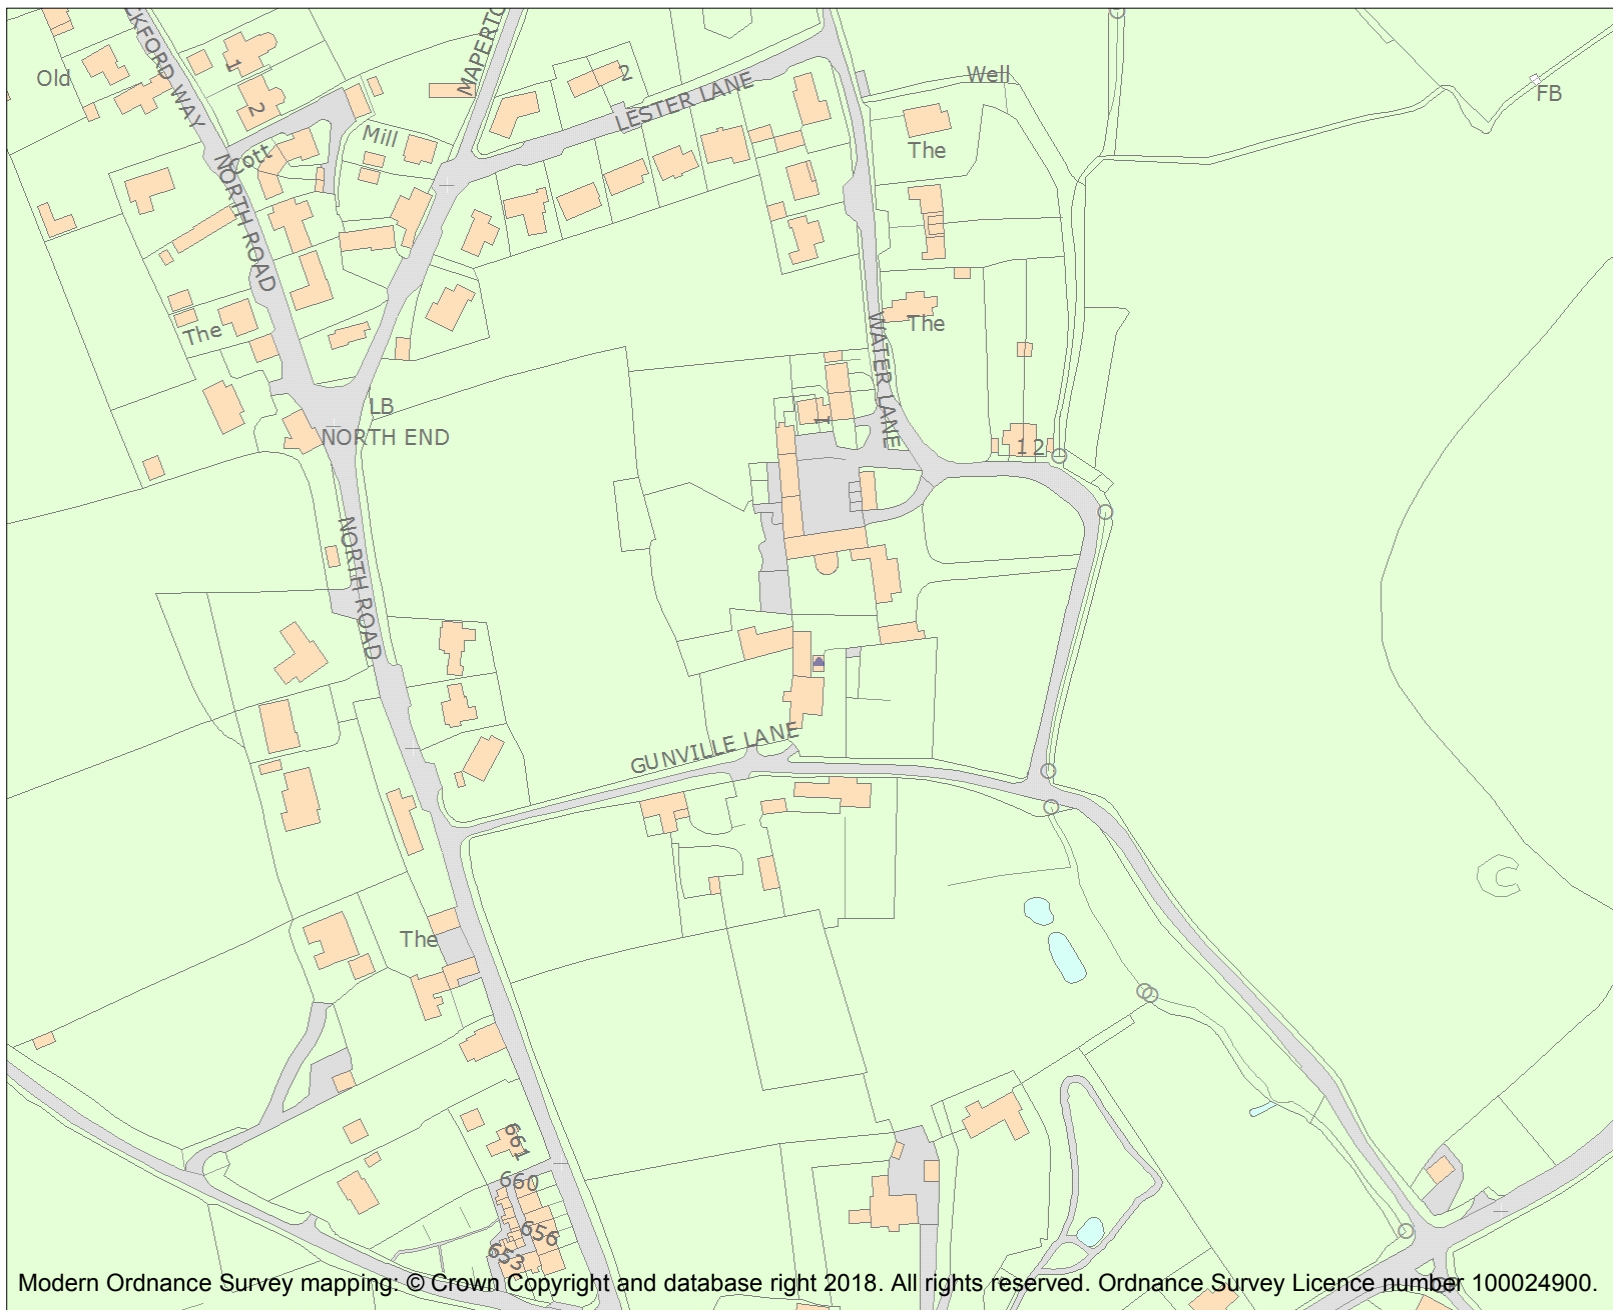 CKFORD WAY
MAPERTO
1
2
2
Old
LESTER LANE
Well
FB
Mill
Cott
The
NORTH ROAD
The
The
WATER LANE
LB
NORTH END
1
1 2
NORTH ROAD
GUNVILLE LANE
The
661
660
656
653
Modern Ordnance Survey mapping: © Crown Copyright and database right 2018. All rights reserved. Ordnance Survey Licence number 100024900.